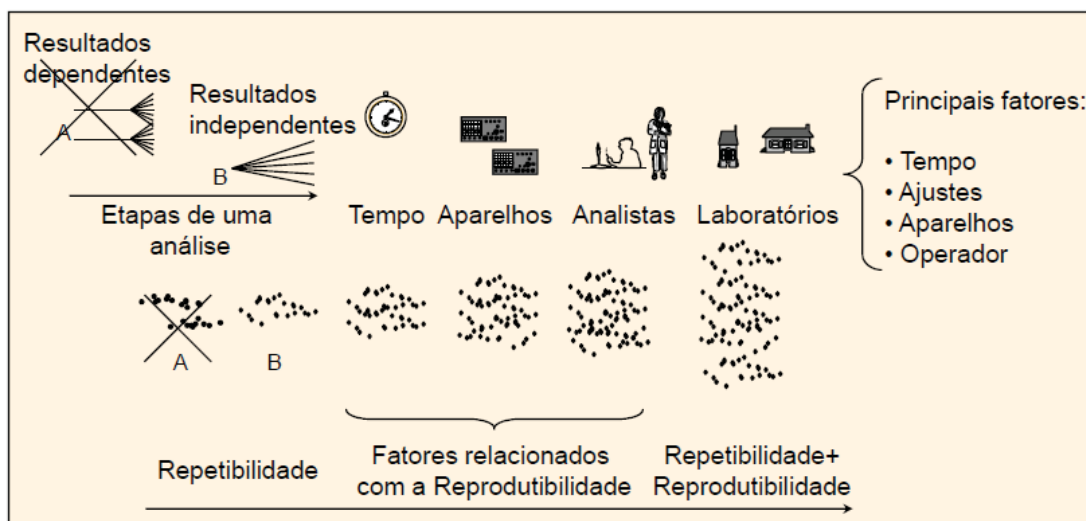 Resultados
dependentes
A
Resultados
independentes
B
Etapas de uma
análise
Tempo
Aparelhos
Analistas
Laboratórios
Principais fatores:
• Tempo
• Ajustes
• Aparelhos
• Operador
A
B
Repetibilidade
Fatores relacionados
com a Reprodutibilidade
Repetibilidade+
Reprodutibilidade